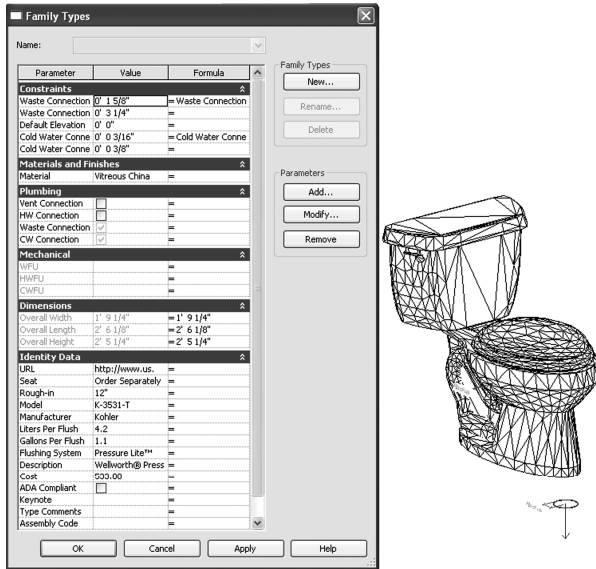 Family Types
Name:
Parameter Value Formula
Constraints
Waste Connection 0' 1 5/8" = Waste Connection
Waste Connection 0' 3 1/4" =
Default Elevation 0' 0" =
Cold Water Conne 0' 0 3/16" = Cold Water Conne
Cold Water Conne 0' 0 3/8" =
Materials and Finishes
Material Vitreous China =
Plumbing
Vent Connection =
HW Connection =
Waste Connection =
CW Connection =
Mechanical
WFU =
HWFU =
CWFU =
Dimensions
Overall Width 1' 9 1/4" = 1' 9 1/4"
Overall Length 2' 6 1/8" = 2' 6 1/8"
Overall Height 2' 5 1/4" = 2' 5 1/4"
Identity Data
URL http://www.us. =
Seat Order Separately =
Rough-in 12" =
Model K-3531-T =
Manufacturer Kohler =
Liters Per Flush 4.2 =
Gallons Per Flush 1.1 =
Flushing System Pressure Lite™ =
Description Wellworth® Press =
Cost 533.00 =
ADA Compliant =
Keynote =
Type Comments =
Assembly Code =
Family Types
New...
Rename...
Delete
Parameters
Add...
Modify...
Remove
OK Cancel Apply Help